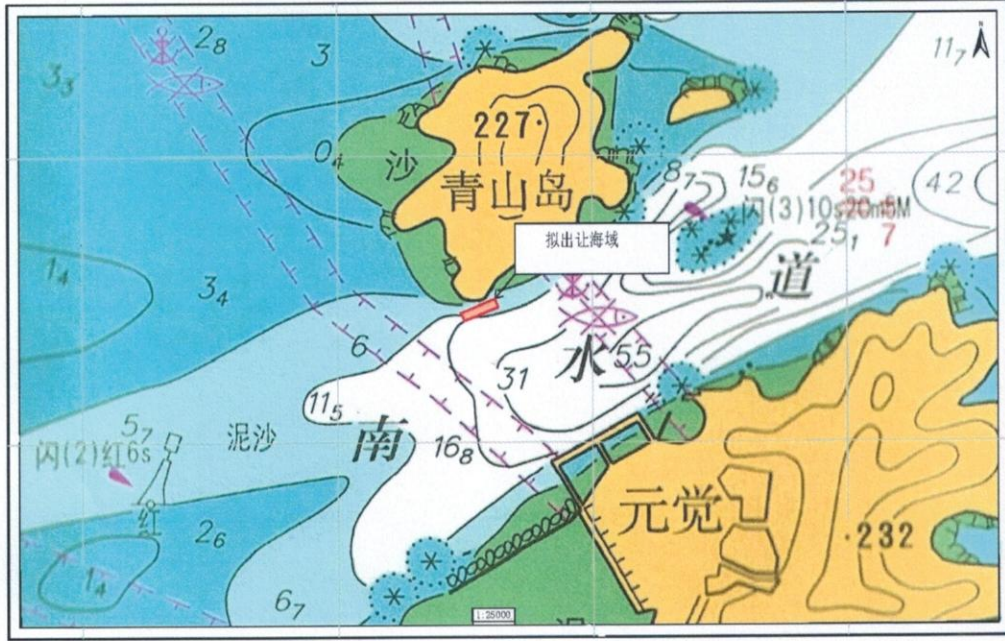 N
2₈
3
11₇
3₃
227
0₄
沙
8₇
15₆
25
42
青山岛
闪(3)10s20m8M
拟出让海域
25₁
7
道
1₄
3₄
6
水
55
31
11₅
南
5₇
泥沙
16₈
闪(2)红6s
元觉
红
2₆
232
1₄
6₇
1:25000